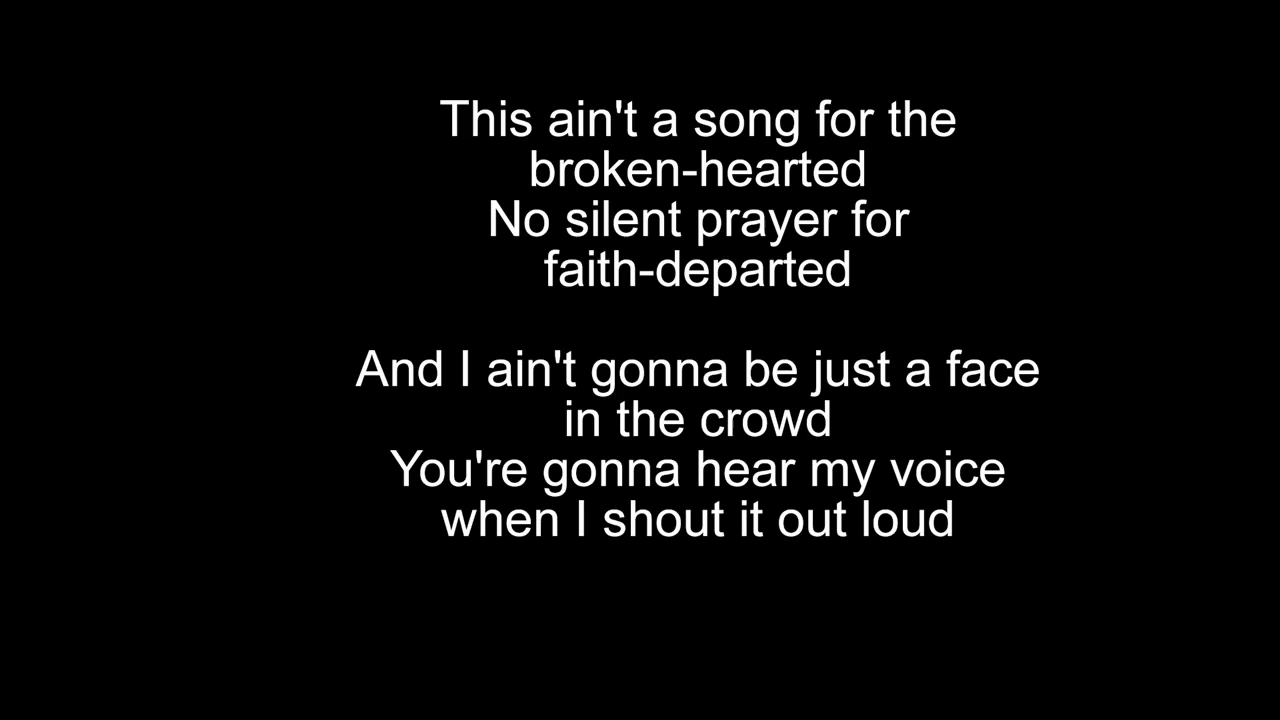 This ain't a song for the
broken-hearted
No silent prayer for
faith-departed
And I ain't gonna be just a face
in the crowd
You're gonna hear my voice
when I shout it out loud